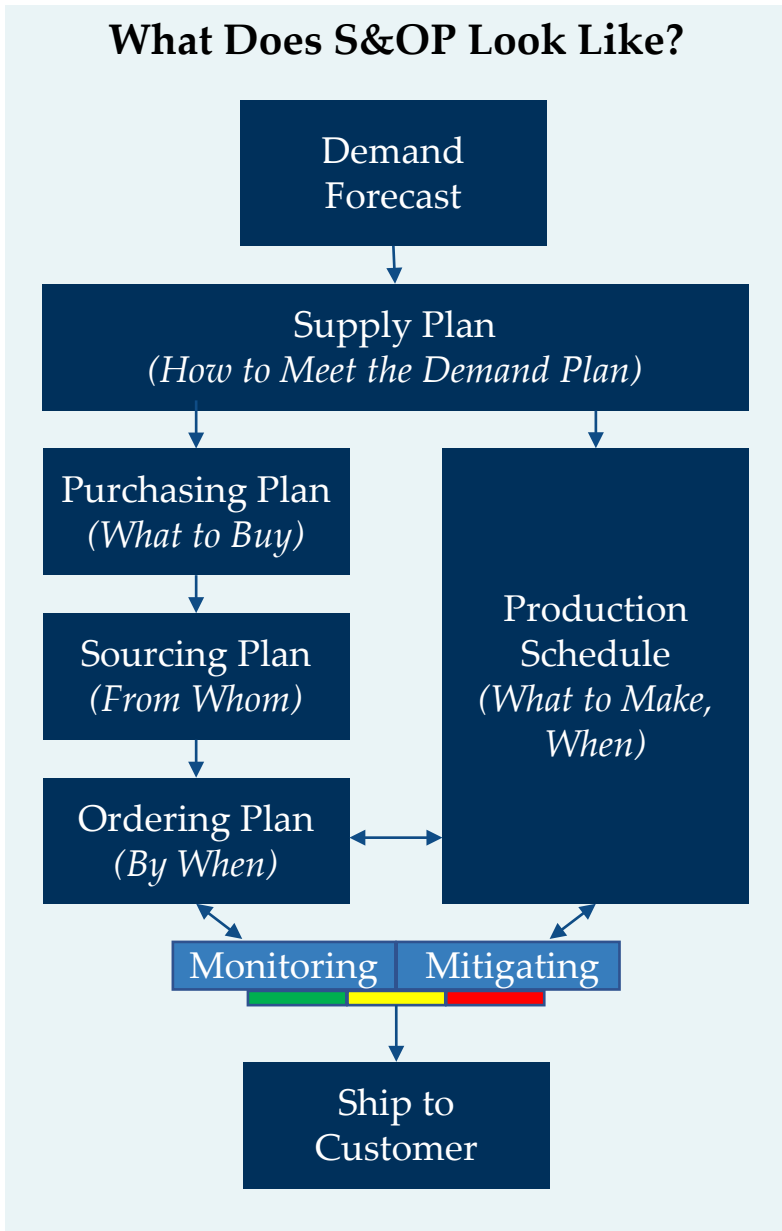 What Does S&OP Look Like?
Demand
Forecast
Supply Plan
(How to Meet the Demand Plan)
Purchasing Plan
(What to Buy)
Sourcing Plan
(From Whom)
Ordering Plan
(By When)
Production
Schedule
(What to Make,
When)
Monitoring
Mitigating
Ship to
Customer